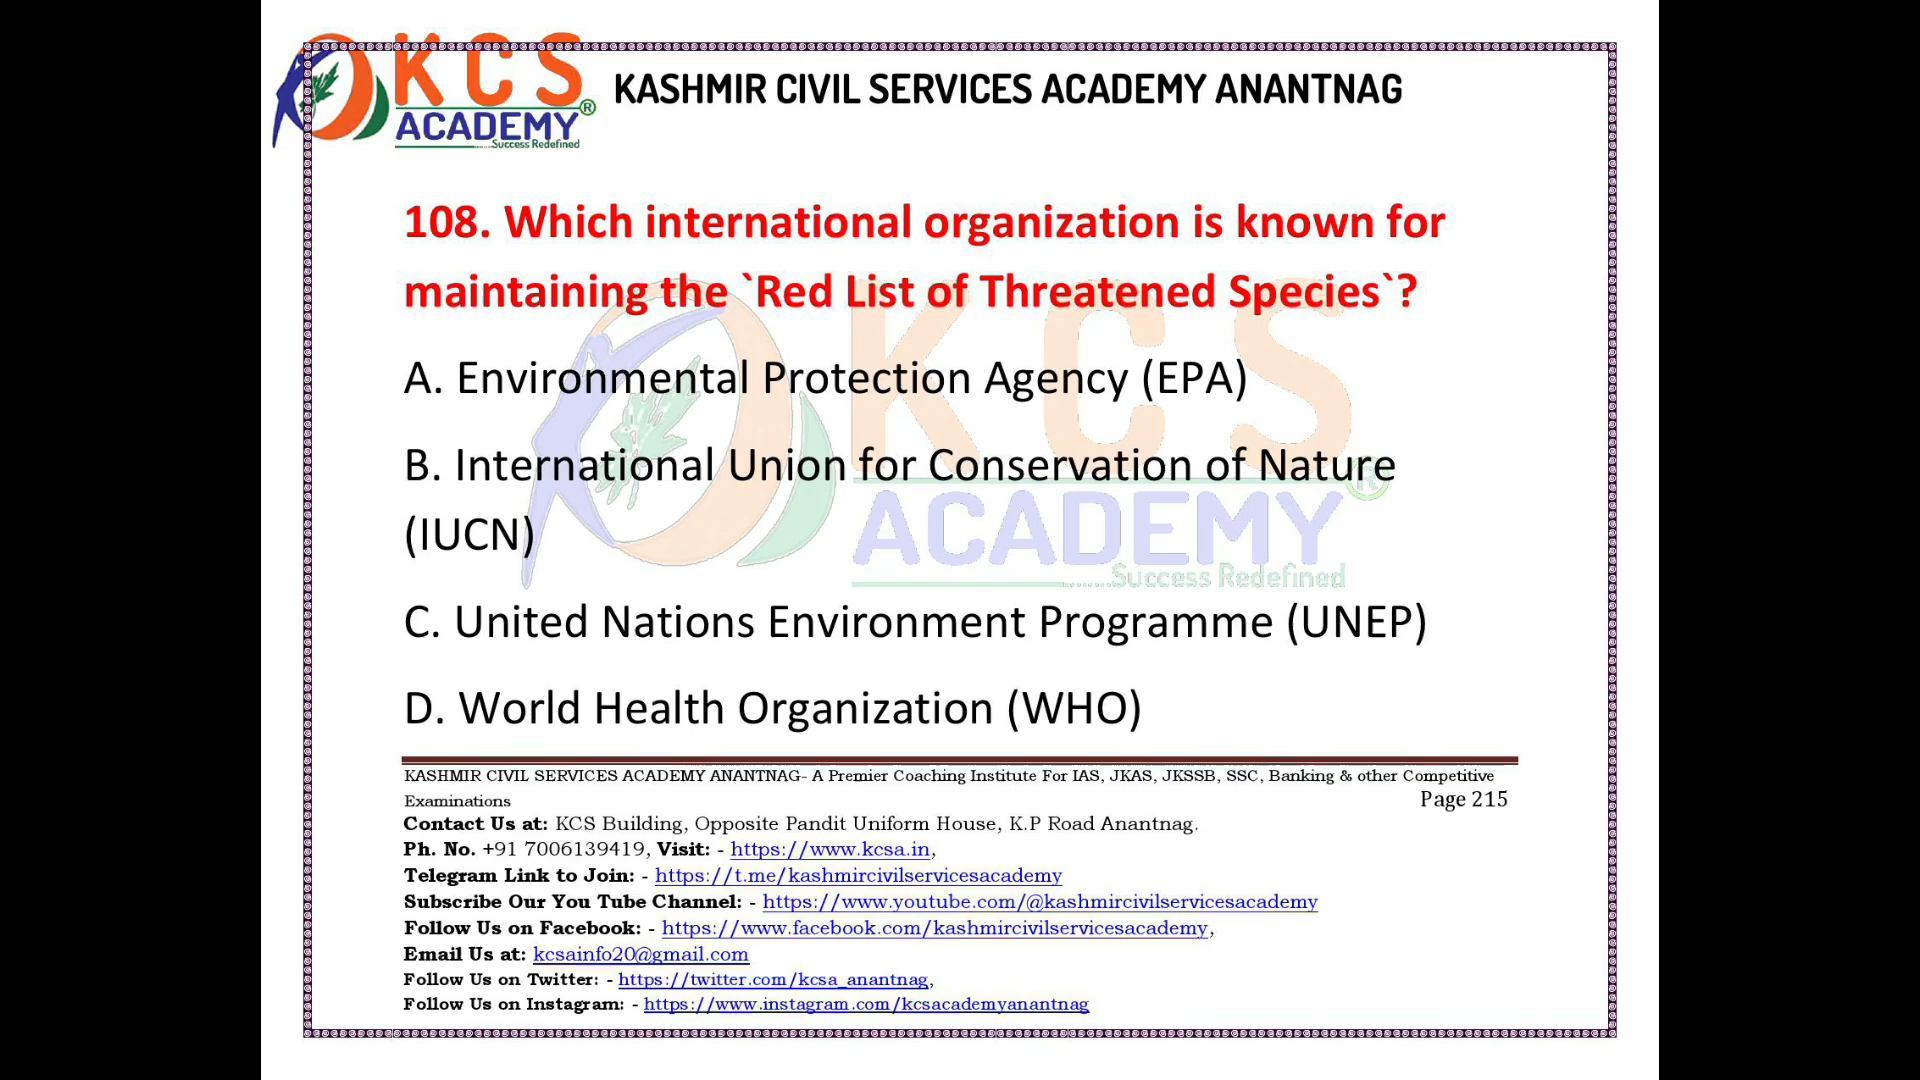 KCS
ACADEMY®
........Success Redefined
KASHMIR CIVIL SERVICES ACADEMY ANANTNAG
108. Which international organization is known for
maintaining the `Red List of Threatened Species`?
A. Environmental Protection Agency (EPA)
B. International Union for Conservation of Nature
(IUCN)
C. United Nations Environment Programme (UNEP)
D. World Health Organization (WHO)
KCS
ACADEMY®
........Success Redefined
KASHMIR CIVIL SERVICES ACADEMY ANANTNAG- A Premier Coaching Institute For IAS, JKAS, JKSSB, SSC, Banking & other Competitive
Examinations Page 215
Contact Us at: KCS Building, Opposite Pandit Uniform House, K.P Road Anantnag.
Ph. No. +91 7006139419, Visit: - https://www.kcsa.in,
Telegram Link to Join: - https://t.me/kashmircivilservicesacademy
Subscribe Our You Tube Channel: - https://www.youtube.com/@kashmircivilservicesacademy
Follow Us on Facebook: - https://www.facebook.com/kashmircivilservicesacademy,
Email Us at: kcsainfo20@gmail.com
Follow Us on Twitter: - https://twitter.com/kcsa_anantnag,
Follow Us on Instagram: - https://www.instagram.com/kcsacademyanantnag